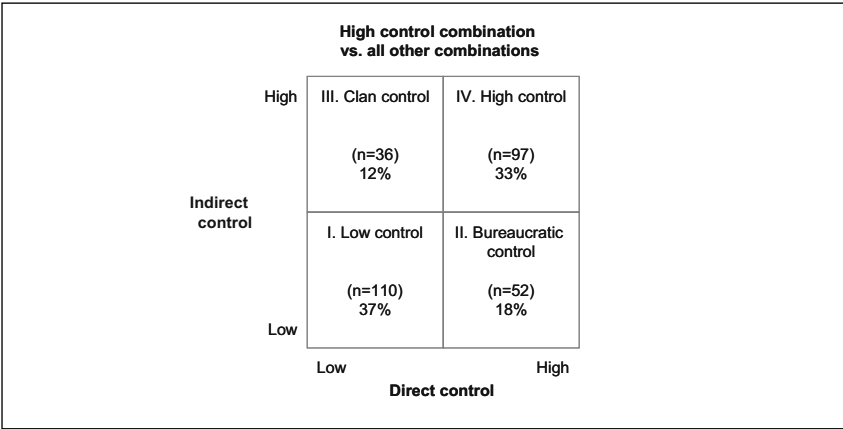 High control combination
vs. all other combinations
High
III. Clan control
IV. High control
(n=36)
12%
(n=97)
33%
Indirect
control
I. Low control
II. Bureaucratic
control
(n=110)
37%
(n=52)
18%
Low
Low
High
Direct control